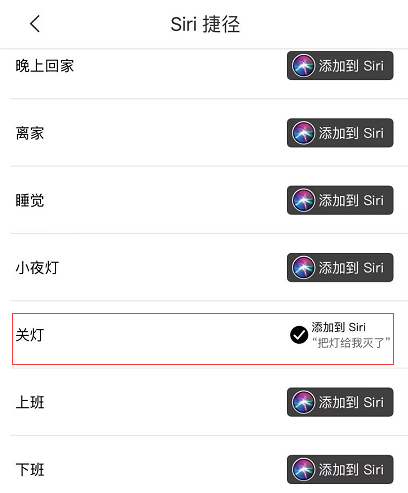 Siri 捷径
晚上回家
添加到 Siri
离家
添加到 Siri
睡觉
添加到 Siri
小夜灯
添加到 Siri
关灯
添加到 Siri
“把灯给我灭了”
上班
添加到 Siri
下班
添加到 Siri